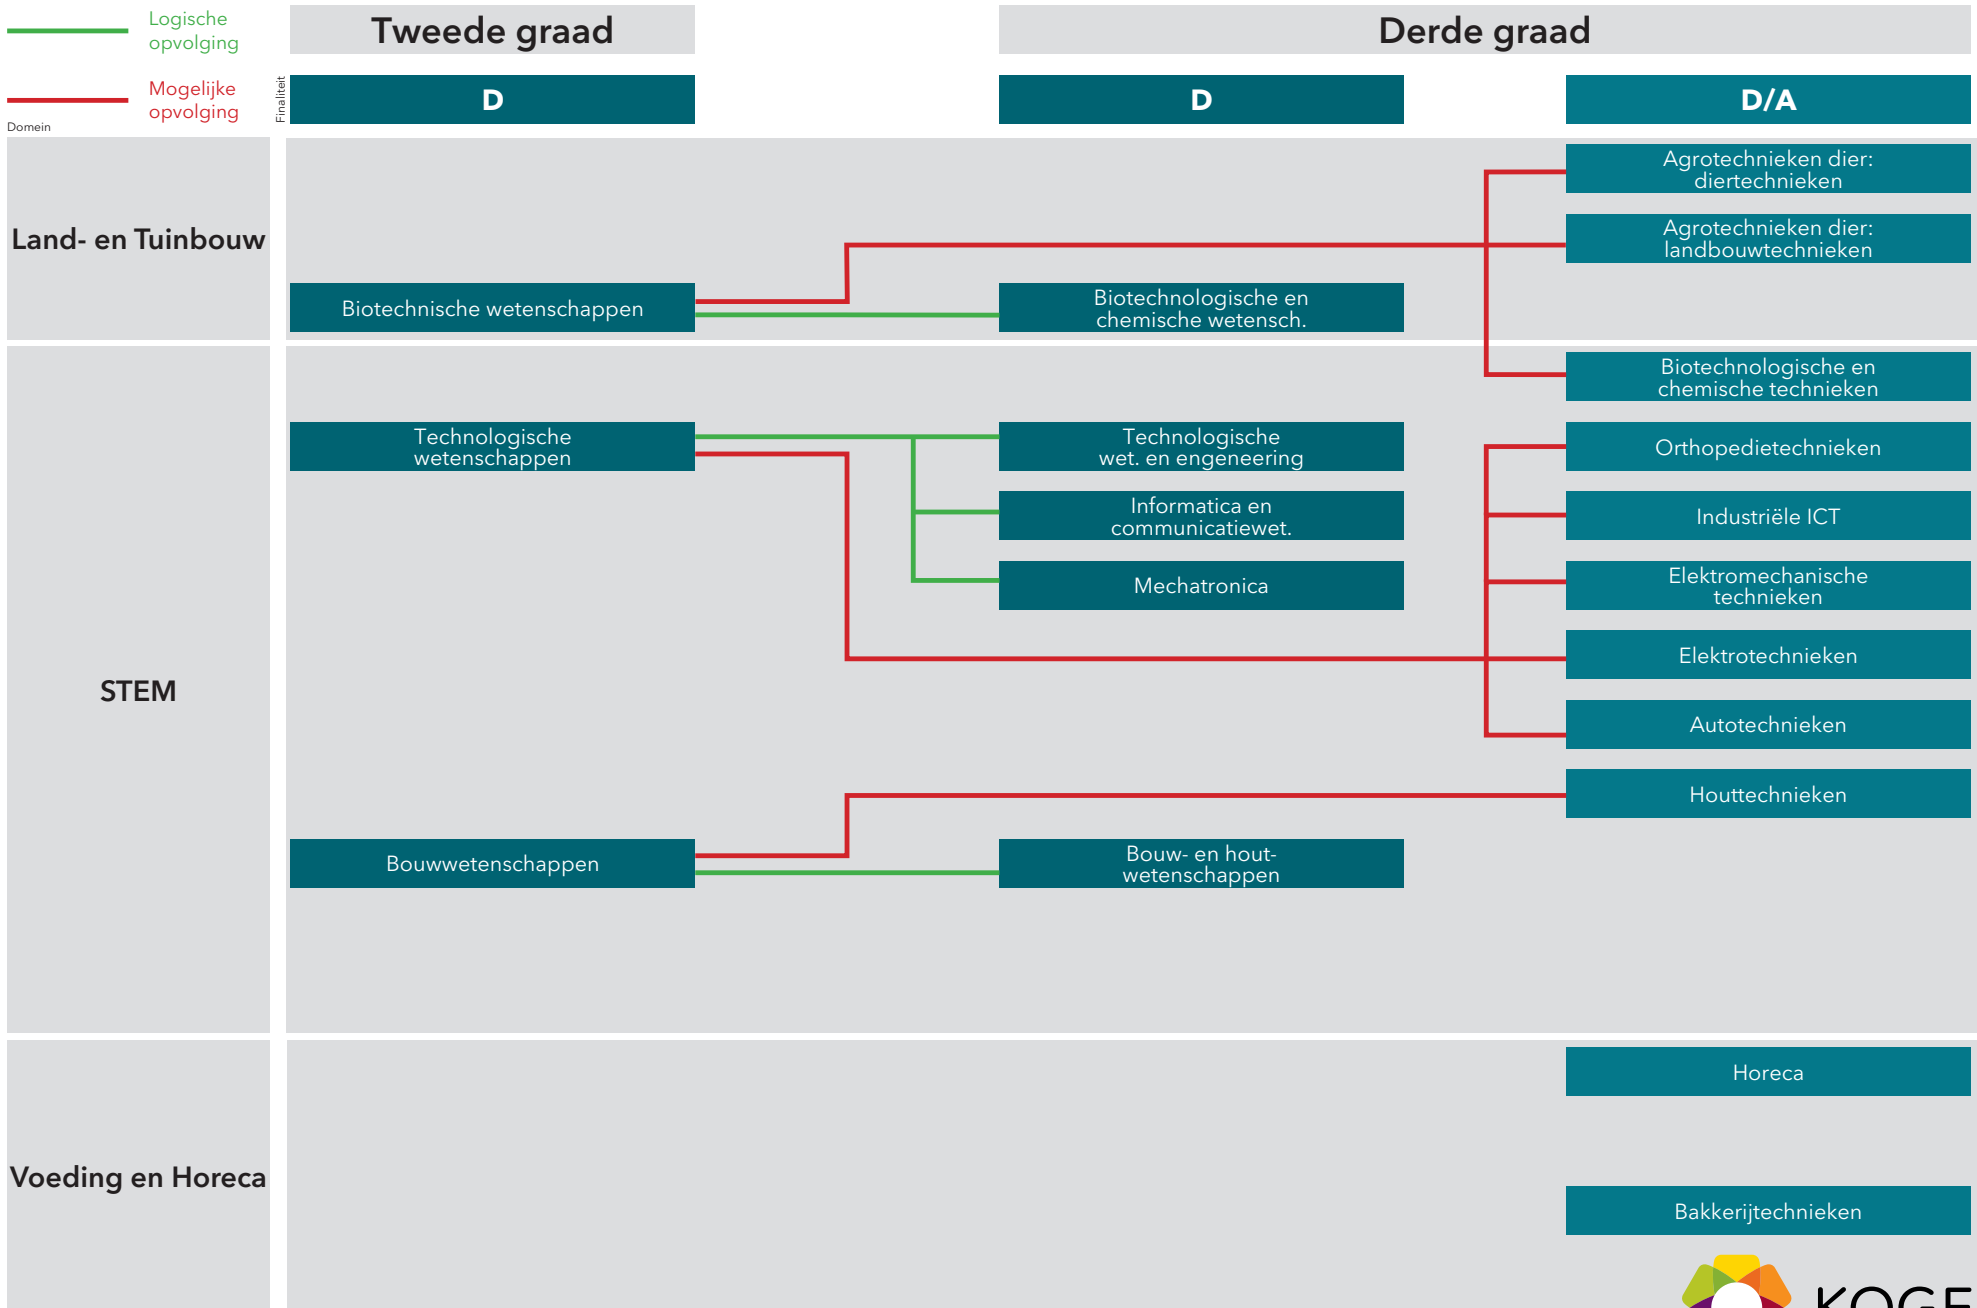 Logische
opvolging
Mogelijke
opvolging
Domein
Finaliteit
Tweede graad
Derde graad
D
D
D/A
Land- en Tuinbouw
Agrotechnieken dier:
diertechnieken
Agrotechnieken dier:
landbouwtechnieken
Biotechnische wetenschappen
Biotechnologische en
chemische wetensch.
STEM
Biotechnologische en
chemische technieken
Technologische
wetenschappen
Technologische
wet. en engeneering
Orthopedietechnieken
Informatica en
communicatiewet.
Industriële ICT
Mechatronica
Elektromechanische
technieken
Elektrotechnieken
Autotechnieken
Houttechnieken
Bouwwetenschappen
Bouw- en hout-
wetenschappen
Voeding en Horeca
Horeca
Bakkerijtechnieken
KOGE